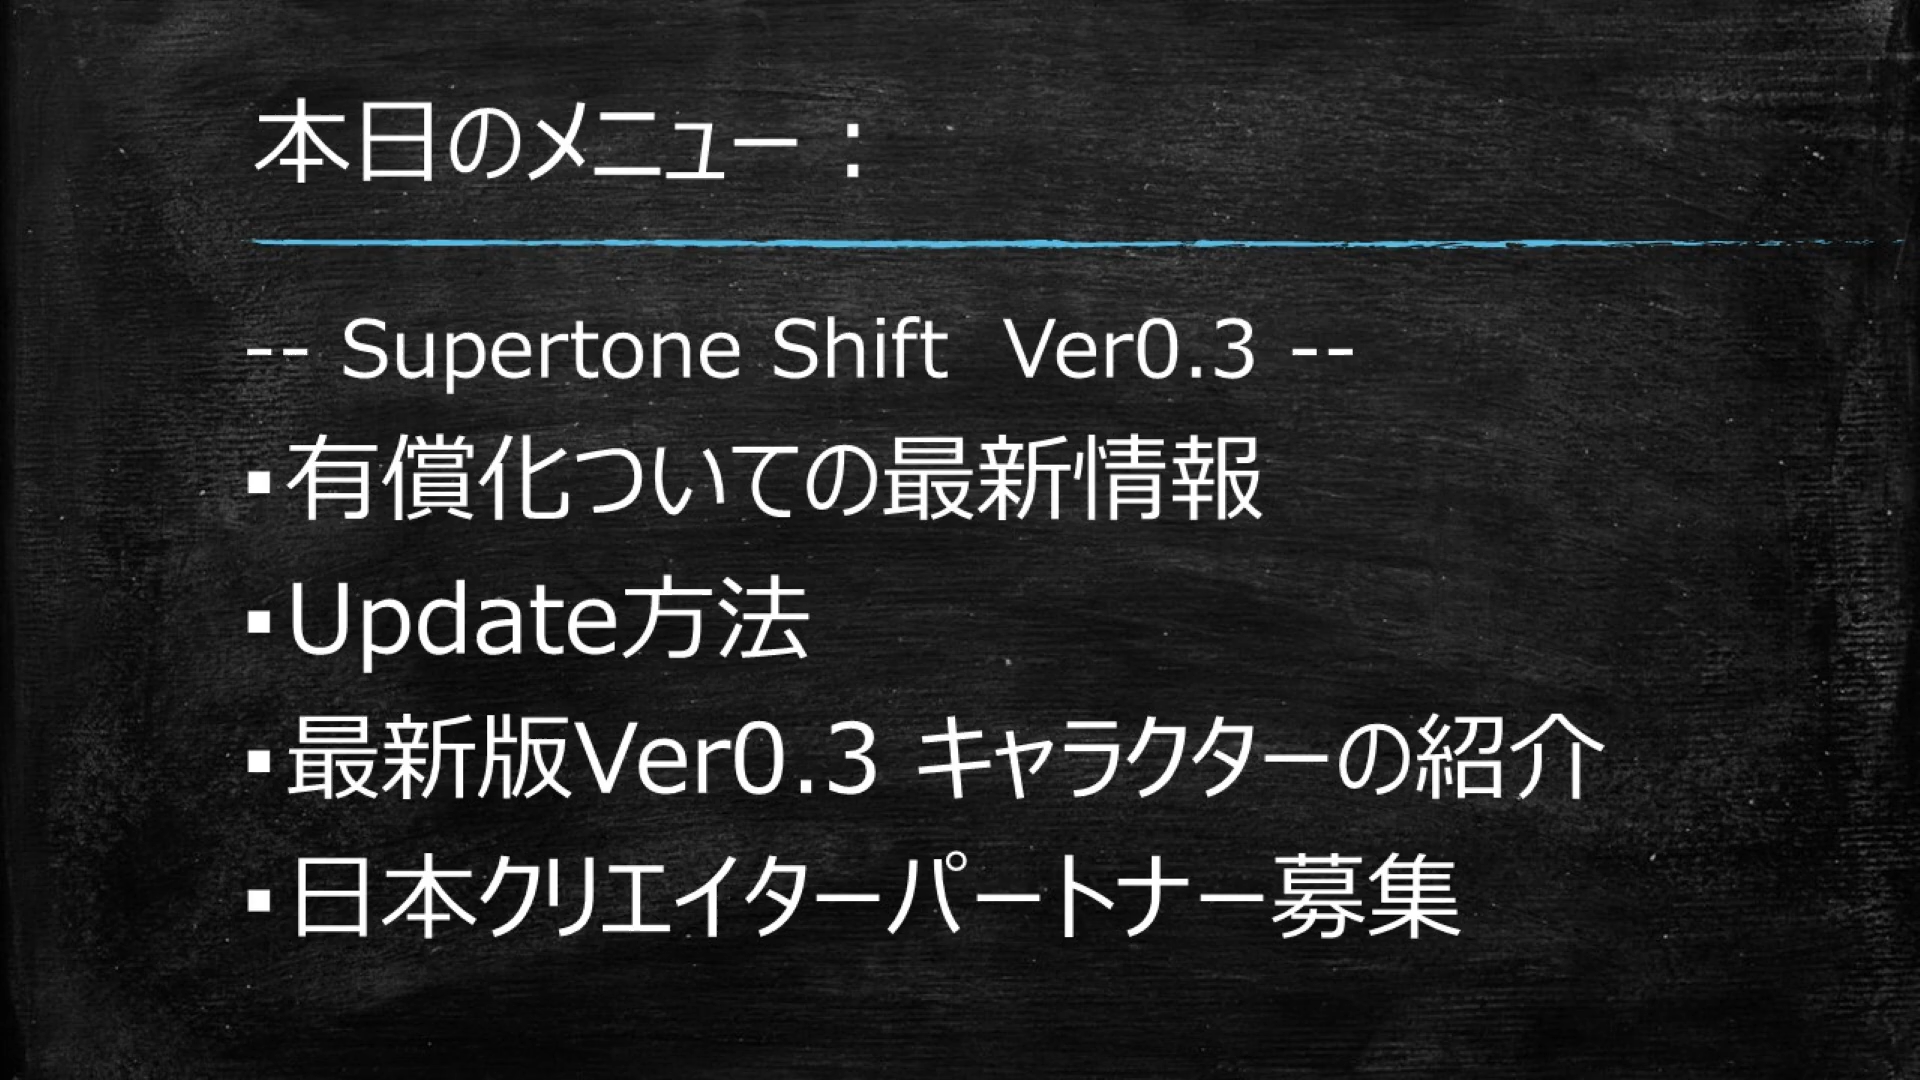 本日のメニュー：
-- Supertone Shift  Ver0.3 --
▪有償化ついての最新情報
▪Update方法
▪最新版Ver0.3 キャラクターの紹介
▪日本クリエイターパートナー募集